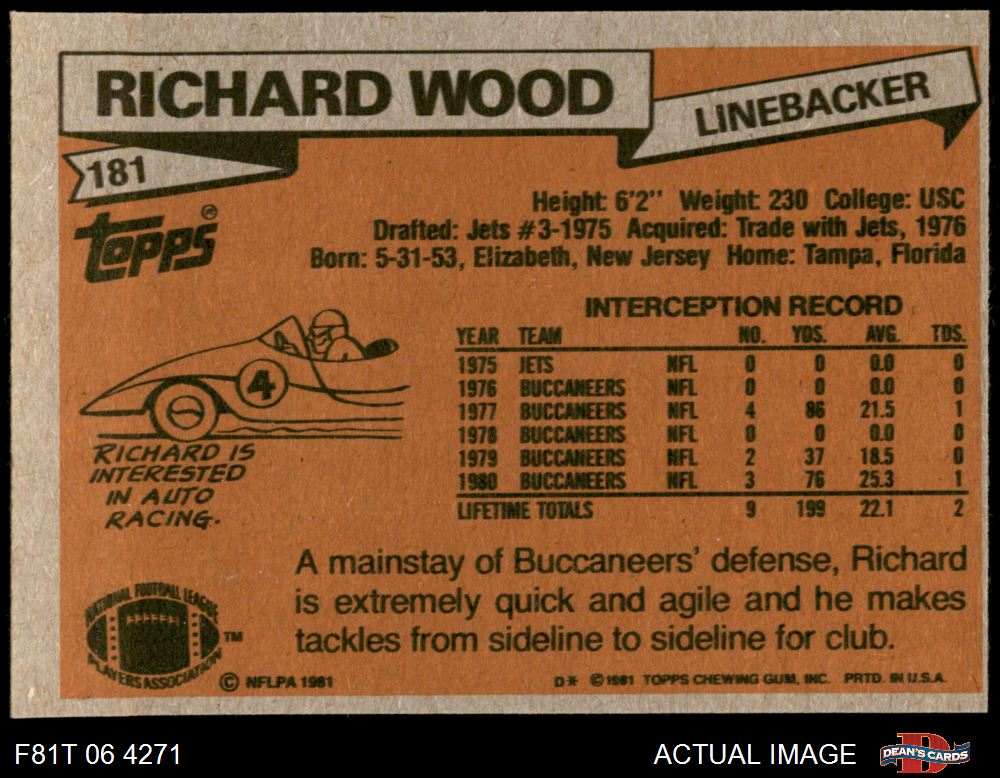 RICHARD WOOD
LINEBACKER
181
topps®
Height: 6'2" Weight: 230 College: USC
Drafted: Jets #3-1975 Acquired: Trade with Jets, 1976
Born: 5-31-53, Elizabeth, New Jersey Home: Tampa, Florida
INTERCEPTION RECORD
YEAR TEAM NO. YDS. AVG. TDS.
1975 JETS NFL 0 0 0.0 0
1976 BUCCANEERS NFL 0 0 0.0 0
1977 BUCCANEERS NFL 4 86 21.5 1
1978 BUCCANEERS NFL 0 0 0.0 0
1979 BUCCANEERS NFL 2 37 18.5 0
1980 BUCCANEERS NFL 3 76 25.3 1
LIFETIME TOTALS 9 199 22.1 2
4
RICHARD IS
INTERESTED
IN AUTO
RACING.
A mainstay of Buccaneers' defense, Richard
is extremely quick and agile and he makes
tackles from sideline to sideline for club.
NATIONAL FOOTBALL LEAGUE
PLAYERS ASSOCIATION
TM
© NFLPA 1981
D* © 1981 TOPPS CHEWING GUM, INC. PRTD. IN U.S.A.
F81T 06 4271
ACTUAL IMAGE
D
DEAN'S CARDS